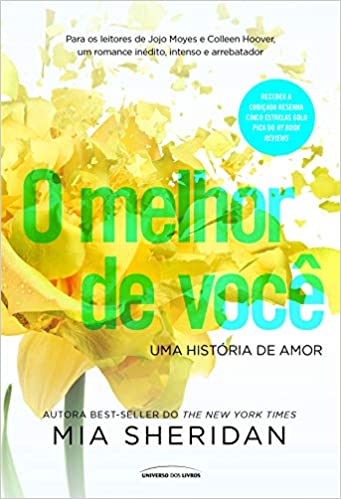 Para os leitores de Jojo Moyes e Colleen Hoover,
um romance inédito, intenso e arrebatador
RECEBEU A
COBIÇADA RESENHA
CINCO ESTRELAS GOLD
PICK DO RT BOOK
REVIEWS
O melhor
de você
UMA HISTÓRIA DE AMOR
AUTORA BEST-SELLER DO THE NEW YORK TIMES
MIA SHERIDAN
UNIVERSO DOS LIVROS